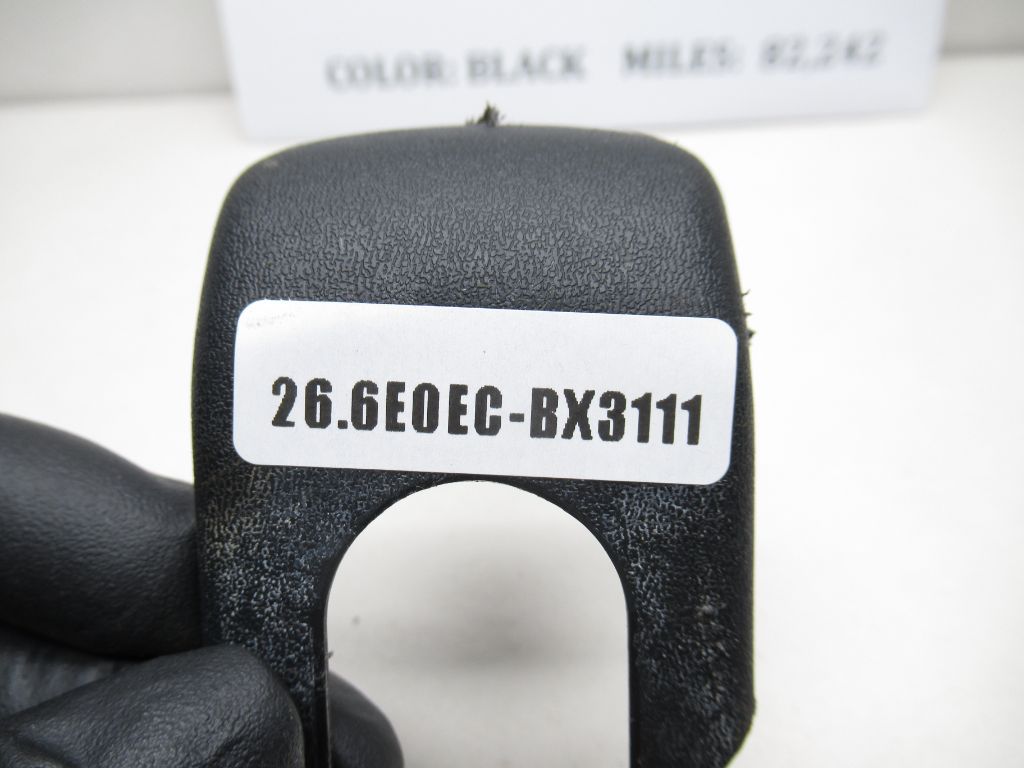 COLOR: BLACK MILES: 82,242
26.6E0EC-BX3111